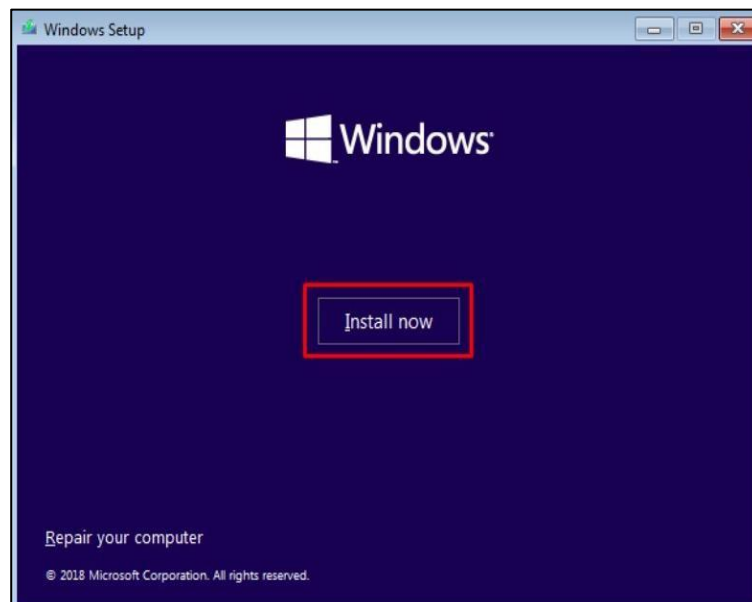 Windows Setup
Windows
Install now
Repair your computer
© 2018 Microsoft Corporation. All rights reserved.